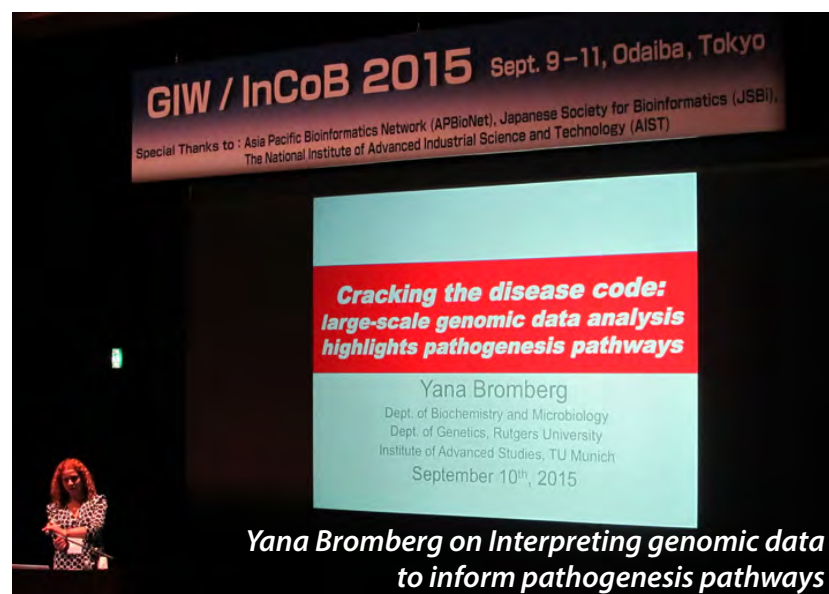 GIW / InCoB 2015 Sept. 9-11, Odaiba, Tokyo
Special Thanks to : Asia Pacific Bioinformatics Network (APBioNet), Japanese Society for Bioinformatics (JSBi),
The National Institute of Advanced Industrial Science and Technology (AIST)
Cracking the disease code:
large-scale genomic data analysis
highlights pathogenesis pathways
Yana Bromberg
Dept. of Biochemistry and Microbiology
Dept. of Genetics, Rutgers University
Institute of Advanced Studies, TU Munich
September 10th, 2015
Yana Bromberg on Interpreting genomic data
to inform pathogenesis pathways